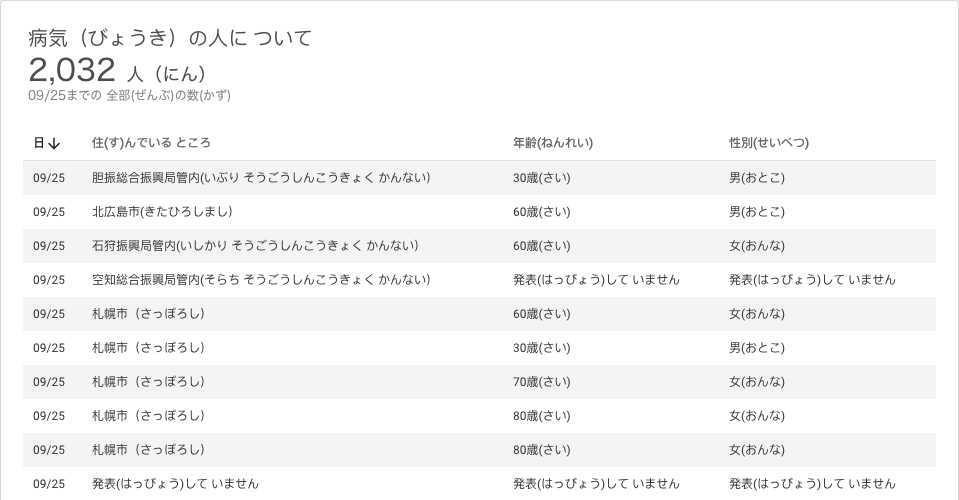 病気（びょうき）の人に ついて
2,032 人（にん）
09/25までの 全部(ぜんぶ)の数(かず)
日↓ 住(す)んでいる ところ 年齢(ねんれい) 性別(せいべつ)
09/25 胆振総合振興局管内(いぶり そうごうしんこうきょく かんない） 30歳(さい) 男(おとこ)
09/25 北広島市(きたひろしまし） 60歳(さい) 男(おとこ)
09/25 石狩振興局管内(いしかり そうごうしんこうきょく かんない） 60歳(さい) 女(おんな)
09/25 空知総合振興局管内(そらち そうごうしんこうきょく かんない） 発表(はっぴょう)して いません 発表(はっぴょう)して いません
09/25 札幌市（さっぽろし） 60歳(さい) 女(おんな)
09/25 札幌市（さっぽろし） 30歳(さい) 男(おとこ)
09/25 札幌市（さっぽろし） 70歳(さい) 女(おんな)
09/25 札幌市（さっぽろし） 80歳(さい) 女(おんな)
09/25 札幌市（さっぽろし） 80歳(さい) 女(おんな)
09/25 発表(はっぴょう)して いません 発表(はっぴょう)して いません 発表(はっぴょう)して いません